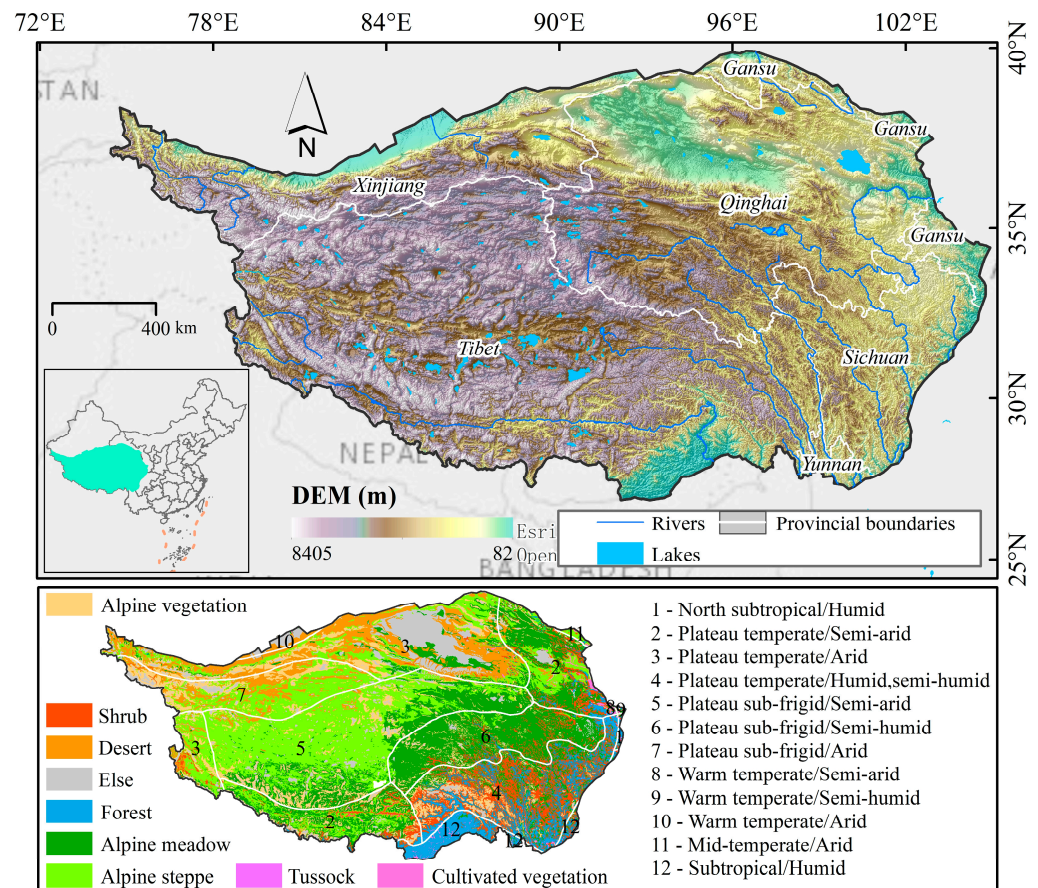 72°E 78°E 84°E 90°E 96°E 102°E
40°N
35°N
30°N
25°N
STAN
N
Gansu
Gansu
Xinjiang
Qinghai
Gansu
0 400 km
Tibet
Sichuan
NEPAL
Yunnan
DEM (m)
8405 82
Esri
Open
Rivers
Provincial boundaries
Lakes
BANGLADESH
Alpine vegetation
Shrub
Desert
Else
Forest
Alpine meadow
Alpine steppe
Tussock
Cultivated vegetation
10
3
11
2
7
89
3
5
6
1
4
2
12
12
12
1 - North subtropical/Humid
2 - Plateau temperate/Semi-arid
3 - Plateau temperate/Arid
4 - Plateau temperate/Humid,semi-humid
5 - Plateau sub-frigid/Semi-arid
6 - Plateau sub-frigid/Semi-humid
7 - Plateau sub-frigid/Arid
8 - Warm temperate/Semi-arid
9 - Warm temperate/Semi-humid
10 - Warm temperate/Arid
11 - Mid-temperate/Arid
12 - Subtropical/Humid